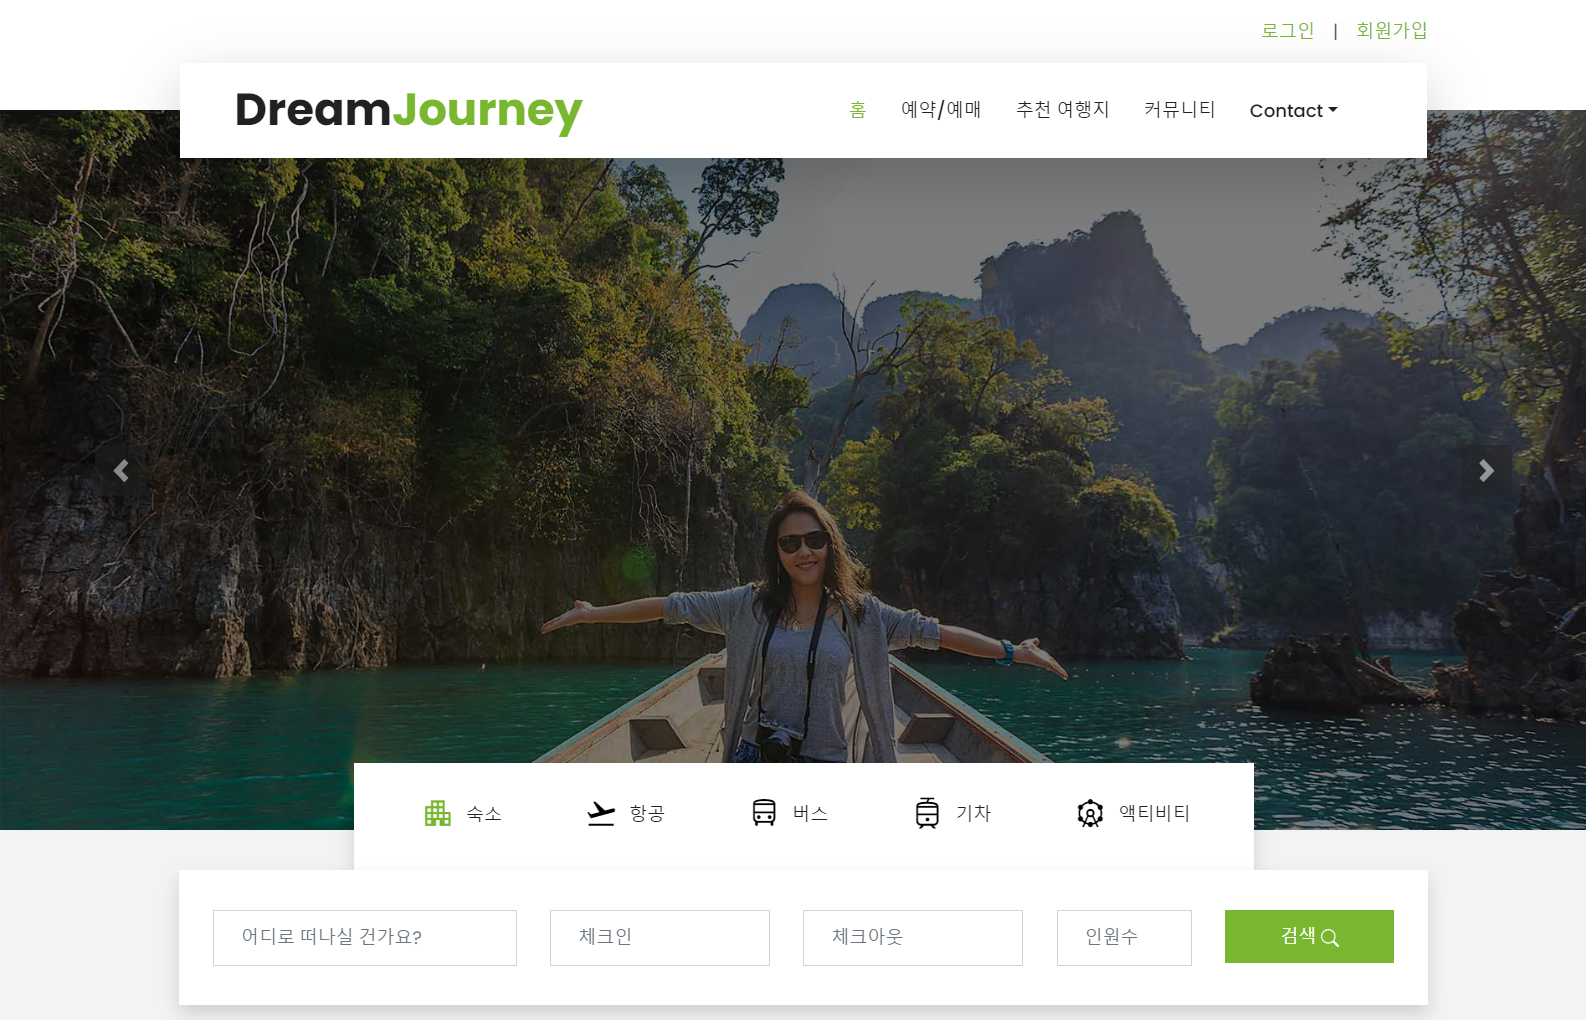 로그인 | 회원가입
DreamJourney 홈 예약/예매 추천 여행지 커뮤니티 Contact
숙소 항공 버스 기차 액티비티
어디로 떠나실 건가요? 체크인 체크아웃 인원수 검색